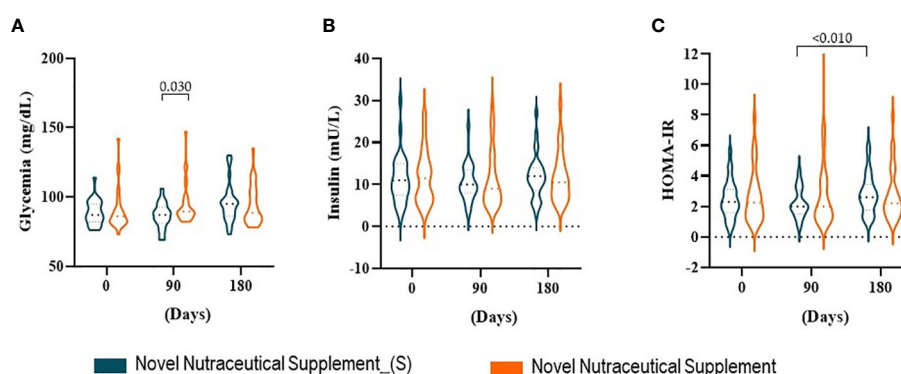 A
B
C
Glycemia (mg/dL)
200
150
100
50
0.030
0 90 180
(Days)
Insulin (mU/L)
40
30
20
10
0
-10
0 90 180
(Days)
HOMA-IR
12
10
8
6
4
2
0
-2
<0.010
0 90 180
(Days)
Novel Nutraceutical Supplement_(S)
Novel Nutraceutical Supplement